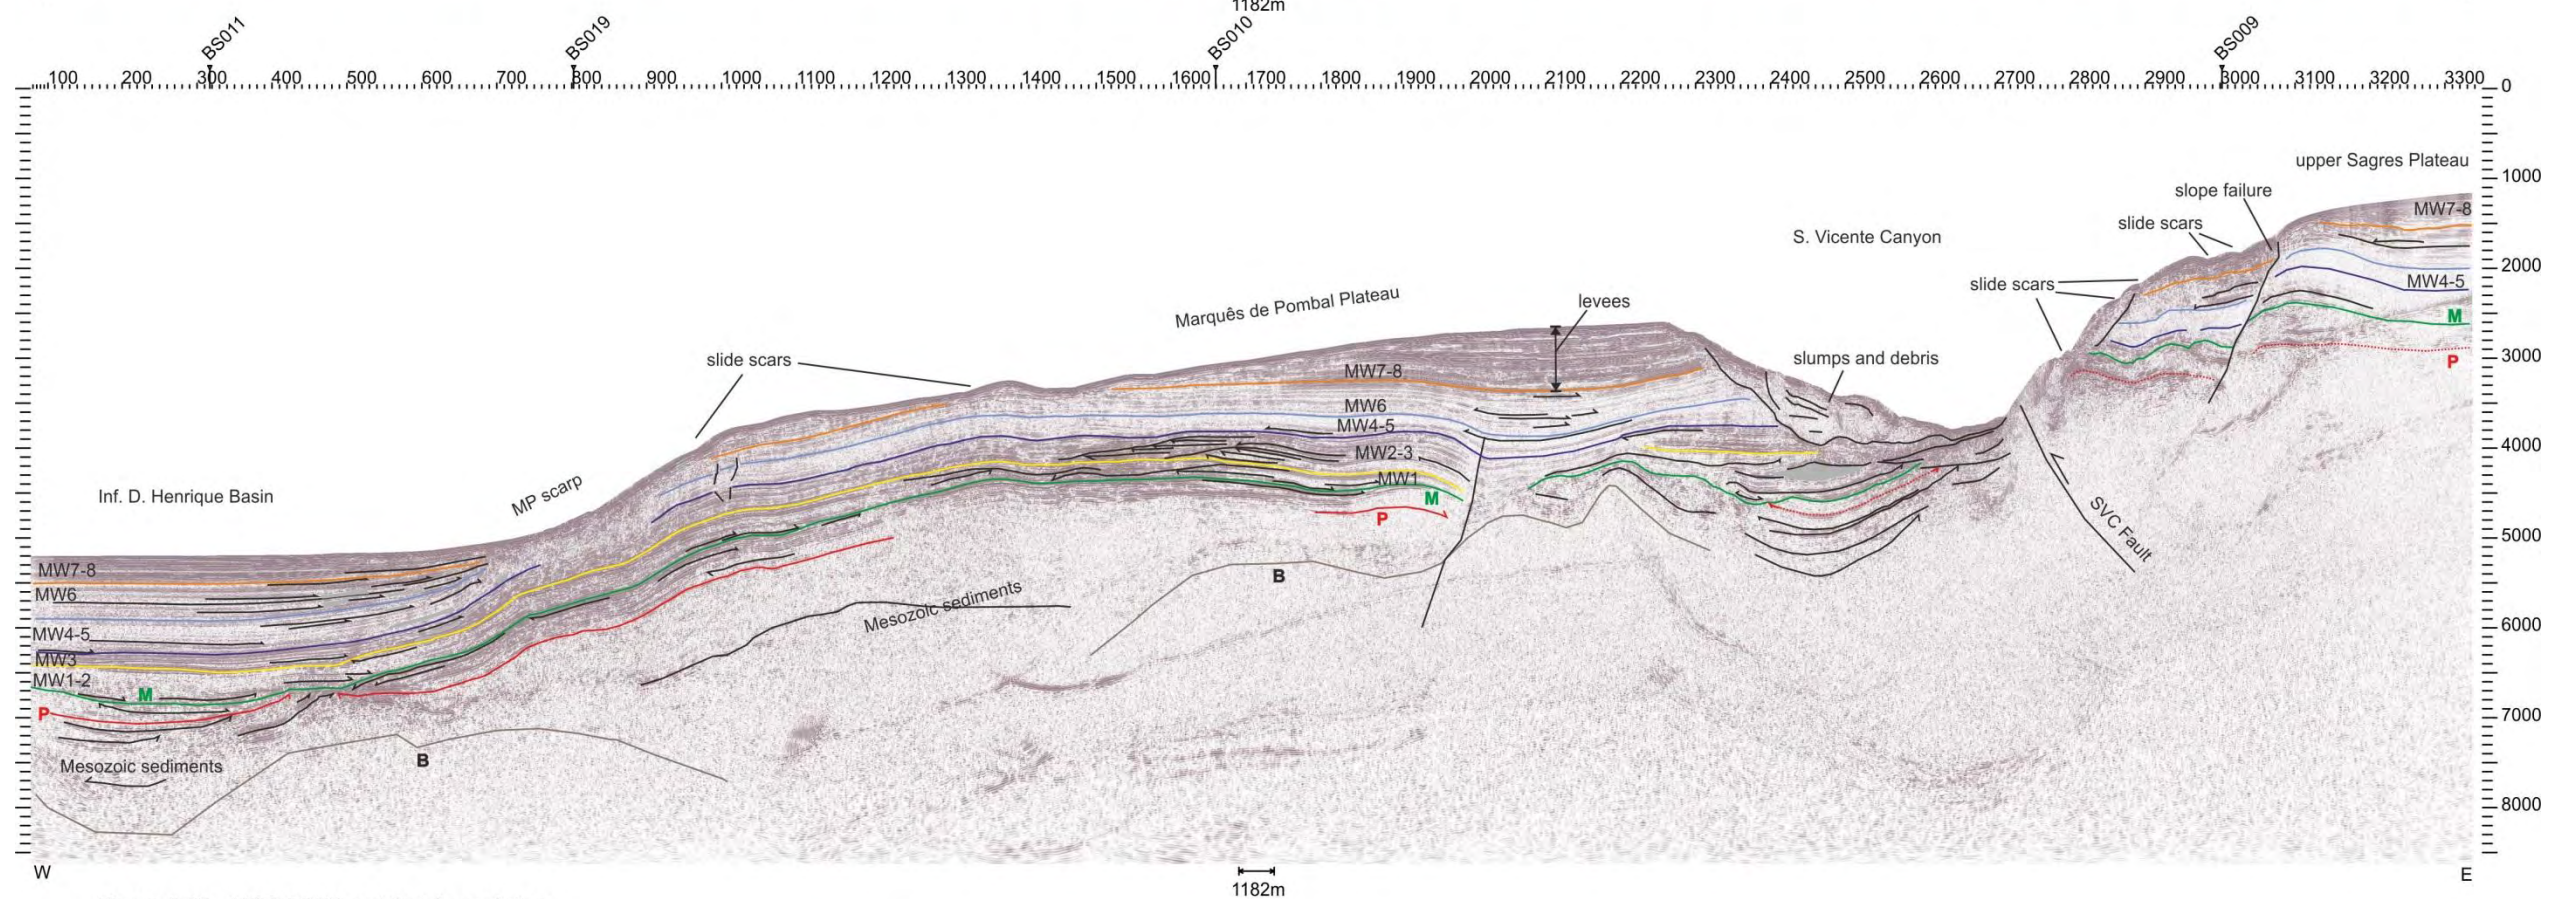 1182m
BS011
BS019
BS010
BS009
100 200 300 400 500 600 700 800 900 1000 1100 1200 1300 1400 1500 1600 1700 1800 1900 2000 2100 2200 2300 2400 2500 2600 2700 2800 2900 3000 3100 3200 3300
0
upper Sagres Plateau
1000
slope failure
MW7-8
slide scars
S. Vicente Canyon
2000
MW4-5
slide scars
levees
Marquês de Pombal Plateau
M
3000
P
slumps and debris
slide scars
MW7-8
MW6
MW4-5
4000
MW2-3
MW1
M
P
Inf. D. Henrique Basin
MP scarp
SVC Fault
5000
MW7-8
B
MW6
Mesozoic sediments
6000
MW4-5
MW3
MW1-2
M
P
7000
B
Mesozoic sediments
8000
W
1182m
E